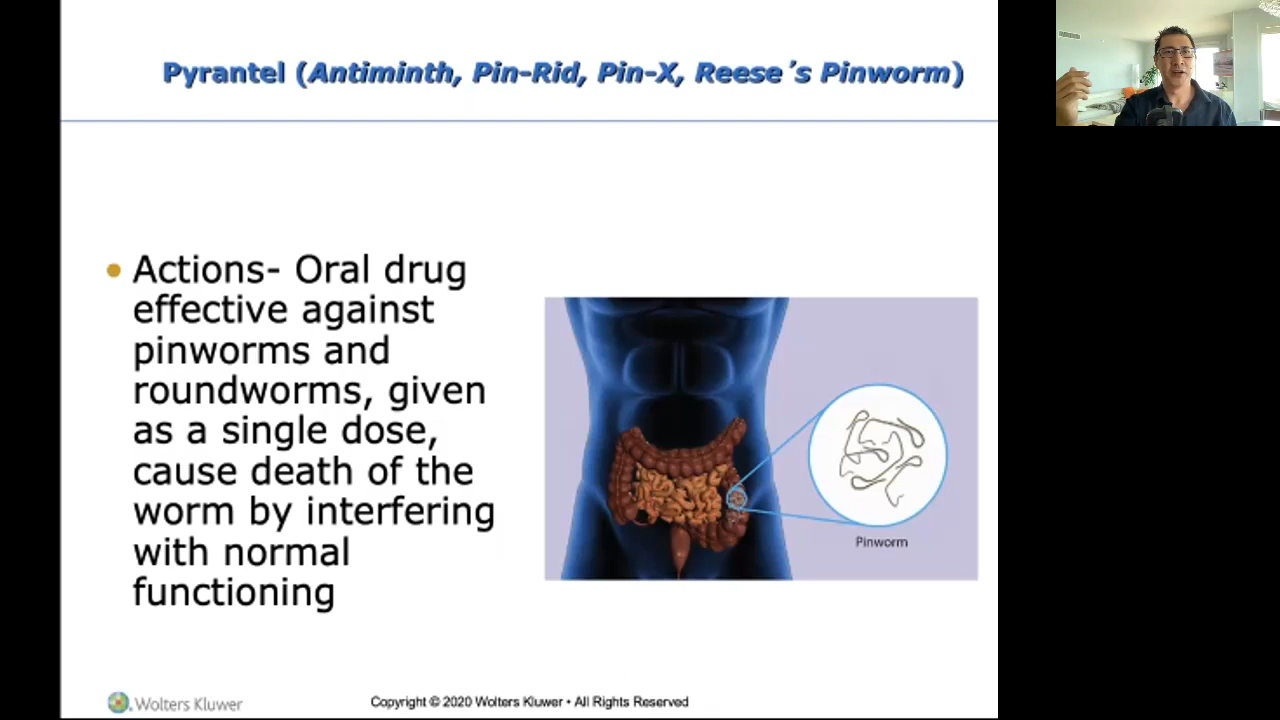 Pyrantel (Antiminth, Pin-Rid, Pin-X, Reese´s Pinworm)
• Actions- Oral drug
effective against
pinworms and
roundworms, given
as a single dose,
cause death of the
worm by interfering
with normal
functioning
Pinworm
Wolters Kluwer
Copyright © 2020 Wolters Kluwer • All Rights Reserved